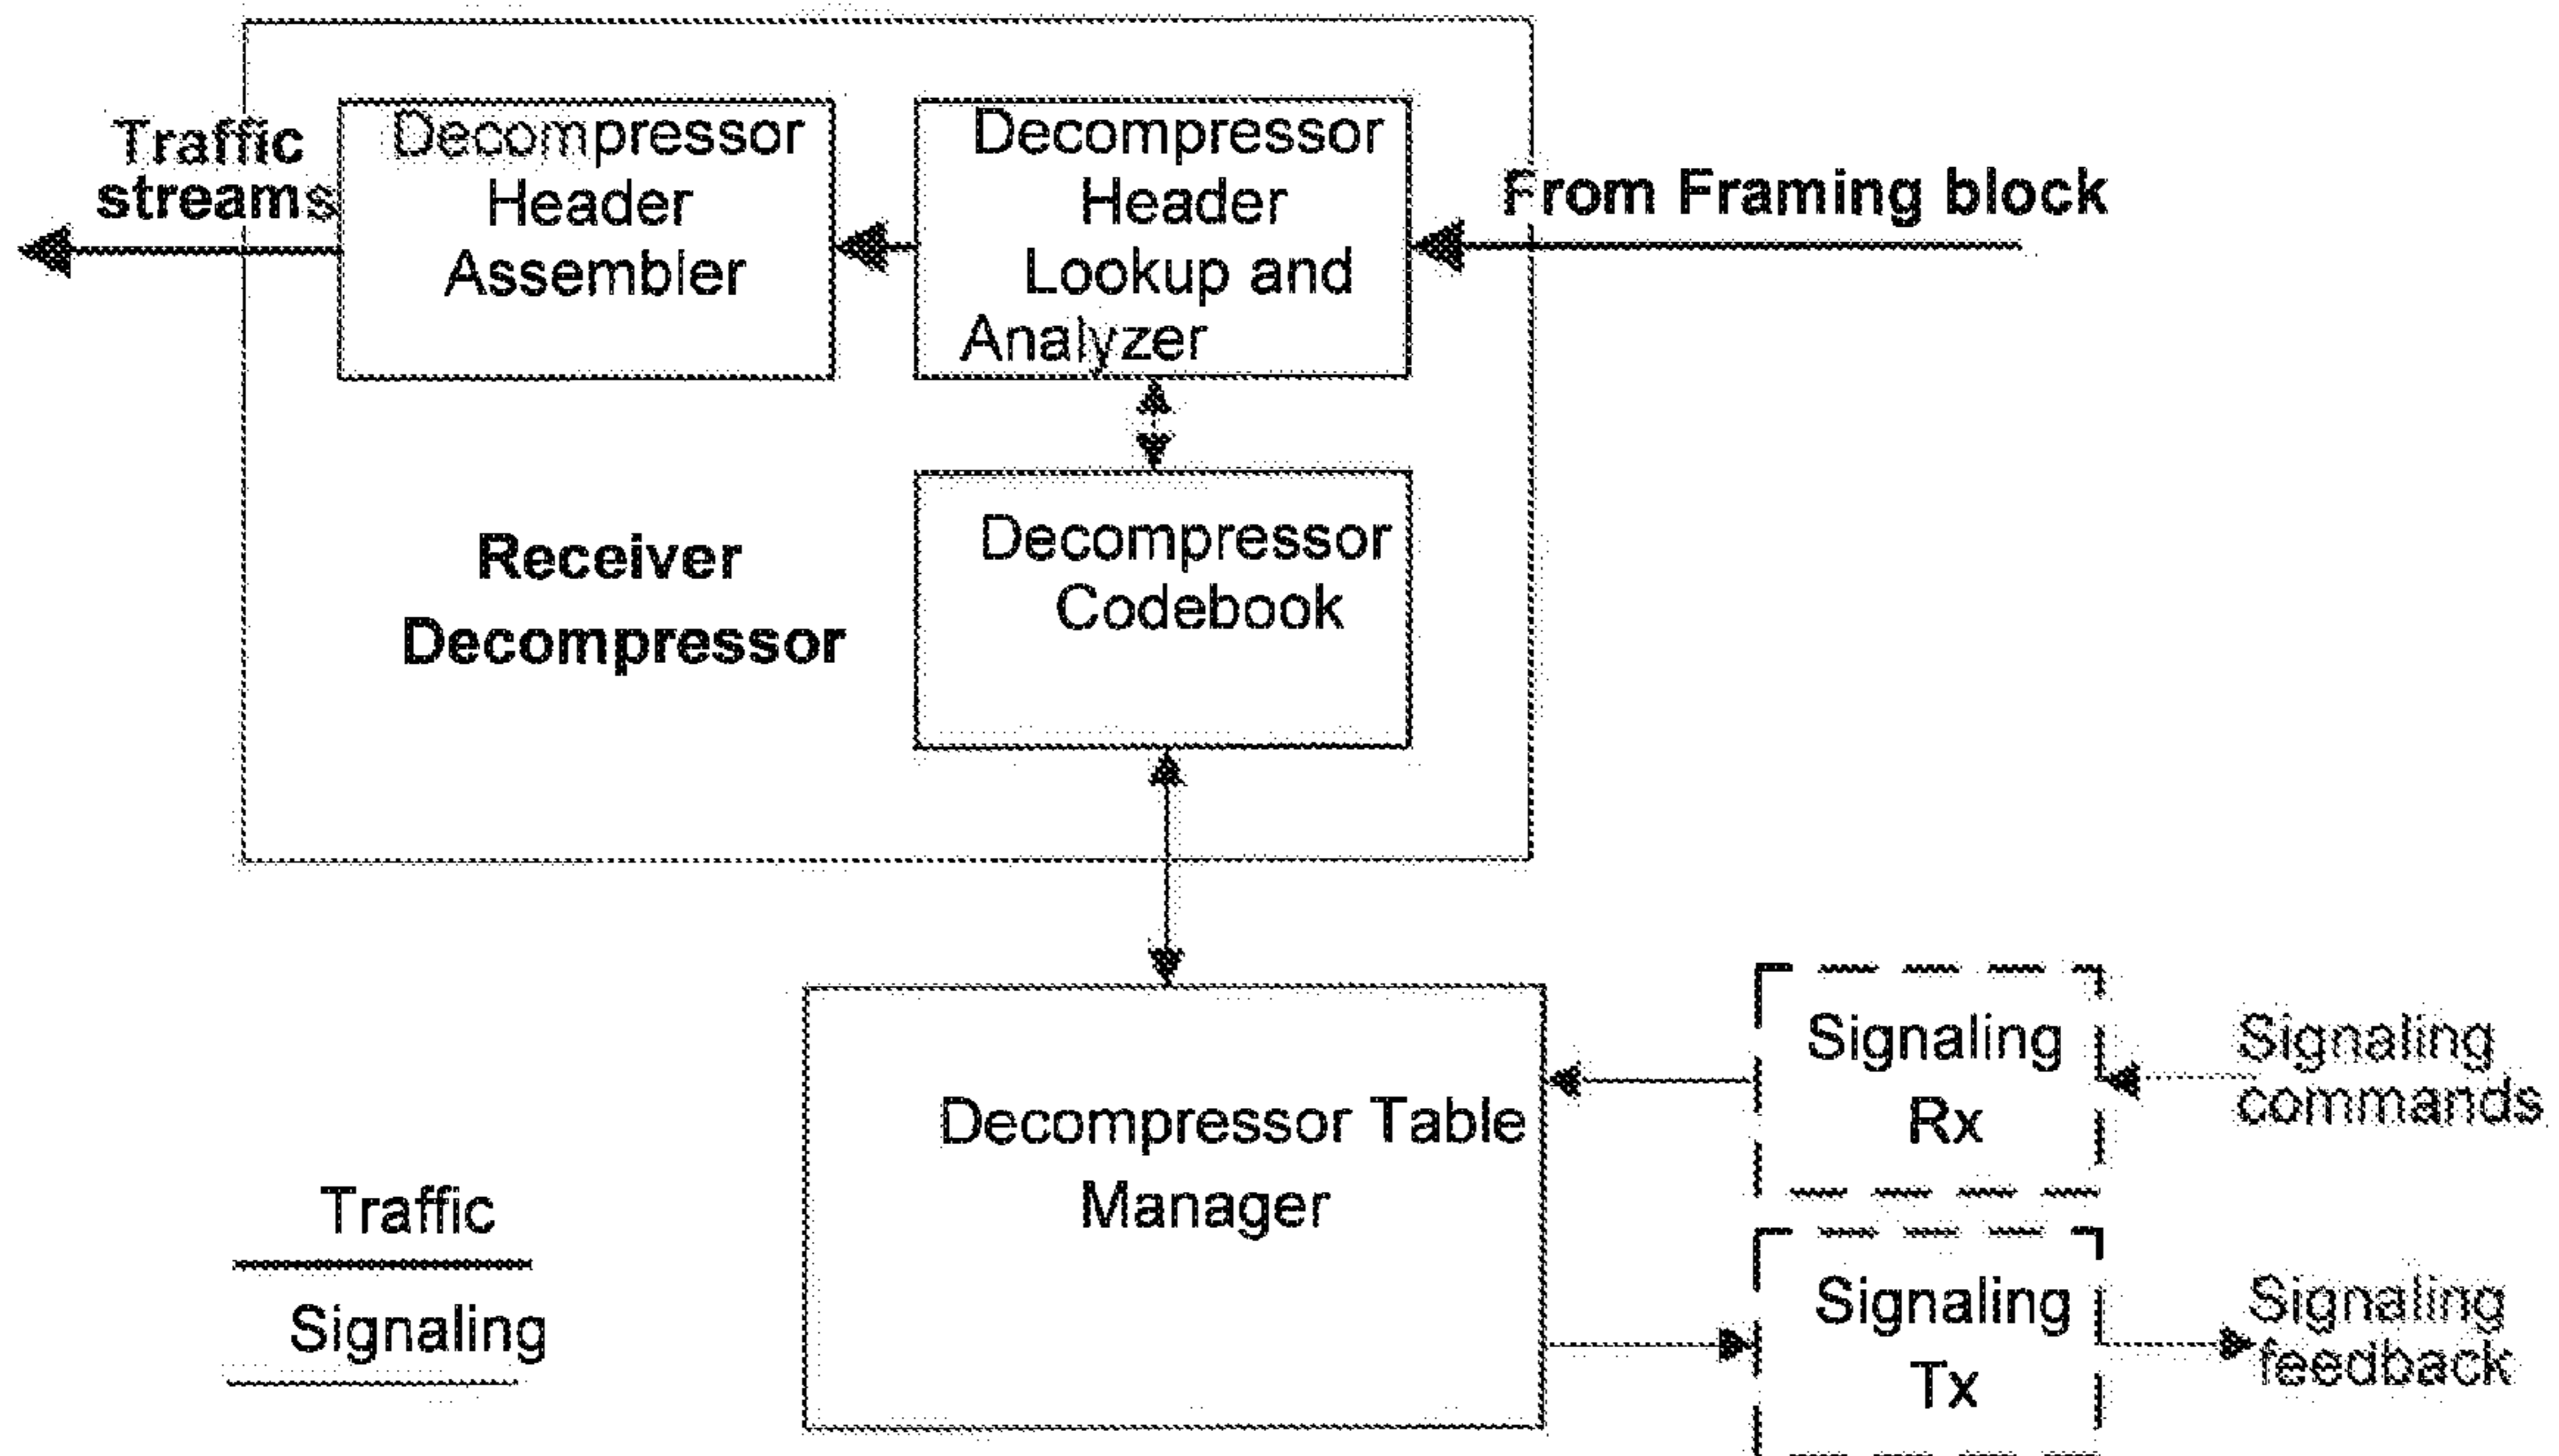 Traffic
streams
Decompressor
Header
Assembler
Decompressor
Header
Lookup and
Analyzer
From Framing block
Receiver
Decompressor
Decompressor
Codebook
Decompressor Table
Manager
Signaling
Rx
Signaling
commands
Signaling
Tx
Signaling
feedback
Traffic
Signaling